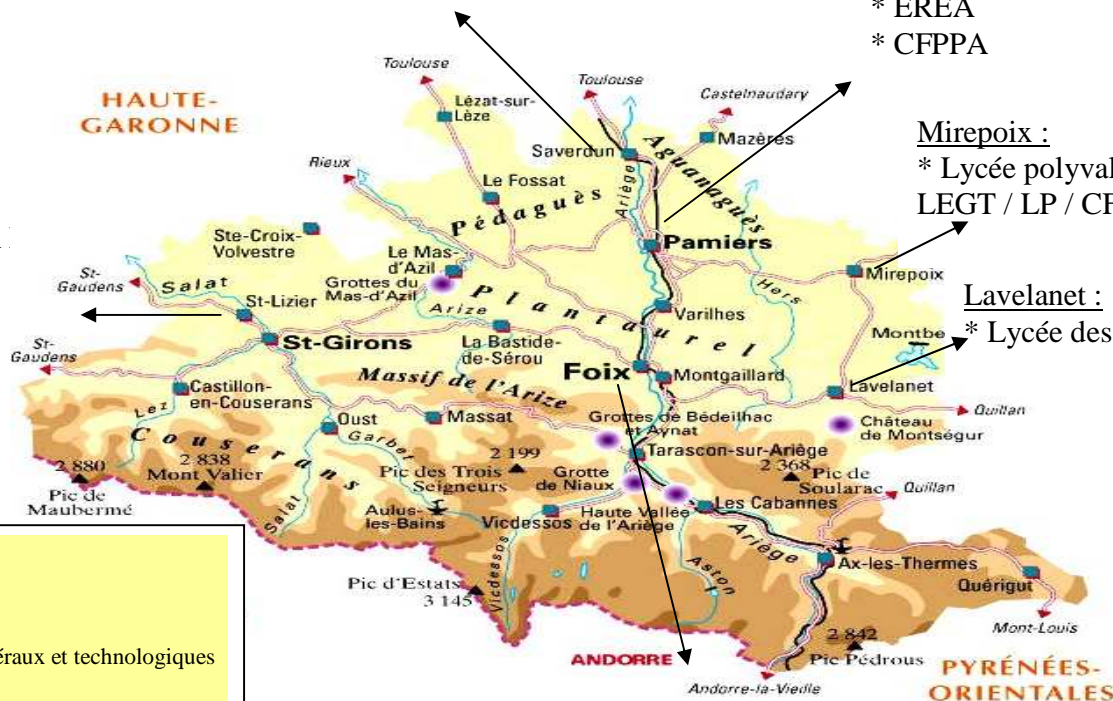 * EREA
* CFPPA
Toulouse
Toulouse
Castelnaudary
HAUTE-
GARONNE
Lézat-sur-
Lèze
Mazères
Mirepoix :
* Lycée polyval
LEGT / LP / CF
Saverdun
Aguanaguès
Rieux
Le Fossat
Ariège
Pédaguès
Ste-Croix-
Volvestre
Pamiers
Le Mas-
d'Azil
Mirepoix
St-
Gaudens
Salat
Grottes du
Mas-d'Azil
Plantaurel
Hers
Lavelanet :
* Lycée des
St-Lizier
Arize
Varilhes
St-Girons
La Bastide-
de-Sérou
Montbe
St-
Gaudens
Foix
Montgaillard
Massif de l'Arize
Castillon-
en-Couserans
Lavelanet
Quillan
Lez
Oust
Massat
Grottes de Bédeilhac
et Aynat
Château
de Montségur
Couserans
Garbet
Tarascon-sur-Ariège
2 880
2 838
Mont Valier
2 199
Pic des Trois
Seigneurs
2 368
Pic de
Soularac
Pic de
Maubermé
Grotte
de Niaux
Quillan
Salat
Aulus-
les-Bains
Vicdessos
Haute Vallée
de l'Ariège
Les Cabannes
Ariège
Ax-les-Thermes
Vicdessos
Aston
Quérigut
Pic d'Estats
3 145
Mont-Louis
éraux et technologiques
2 842
Pic Pédrous
ANDORRE
Andorre-la-Vieille
PYRÉNÉES-
ORIENTALES